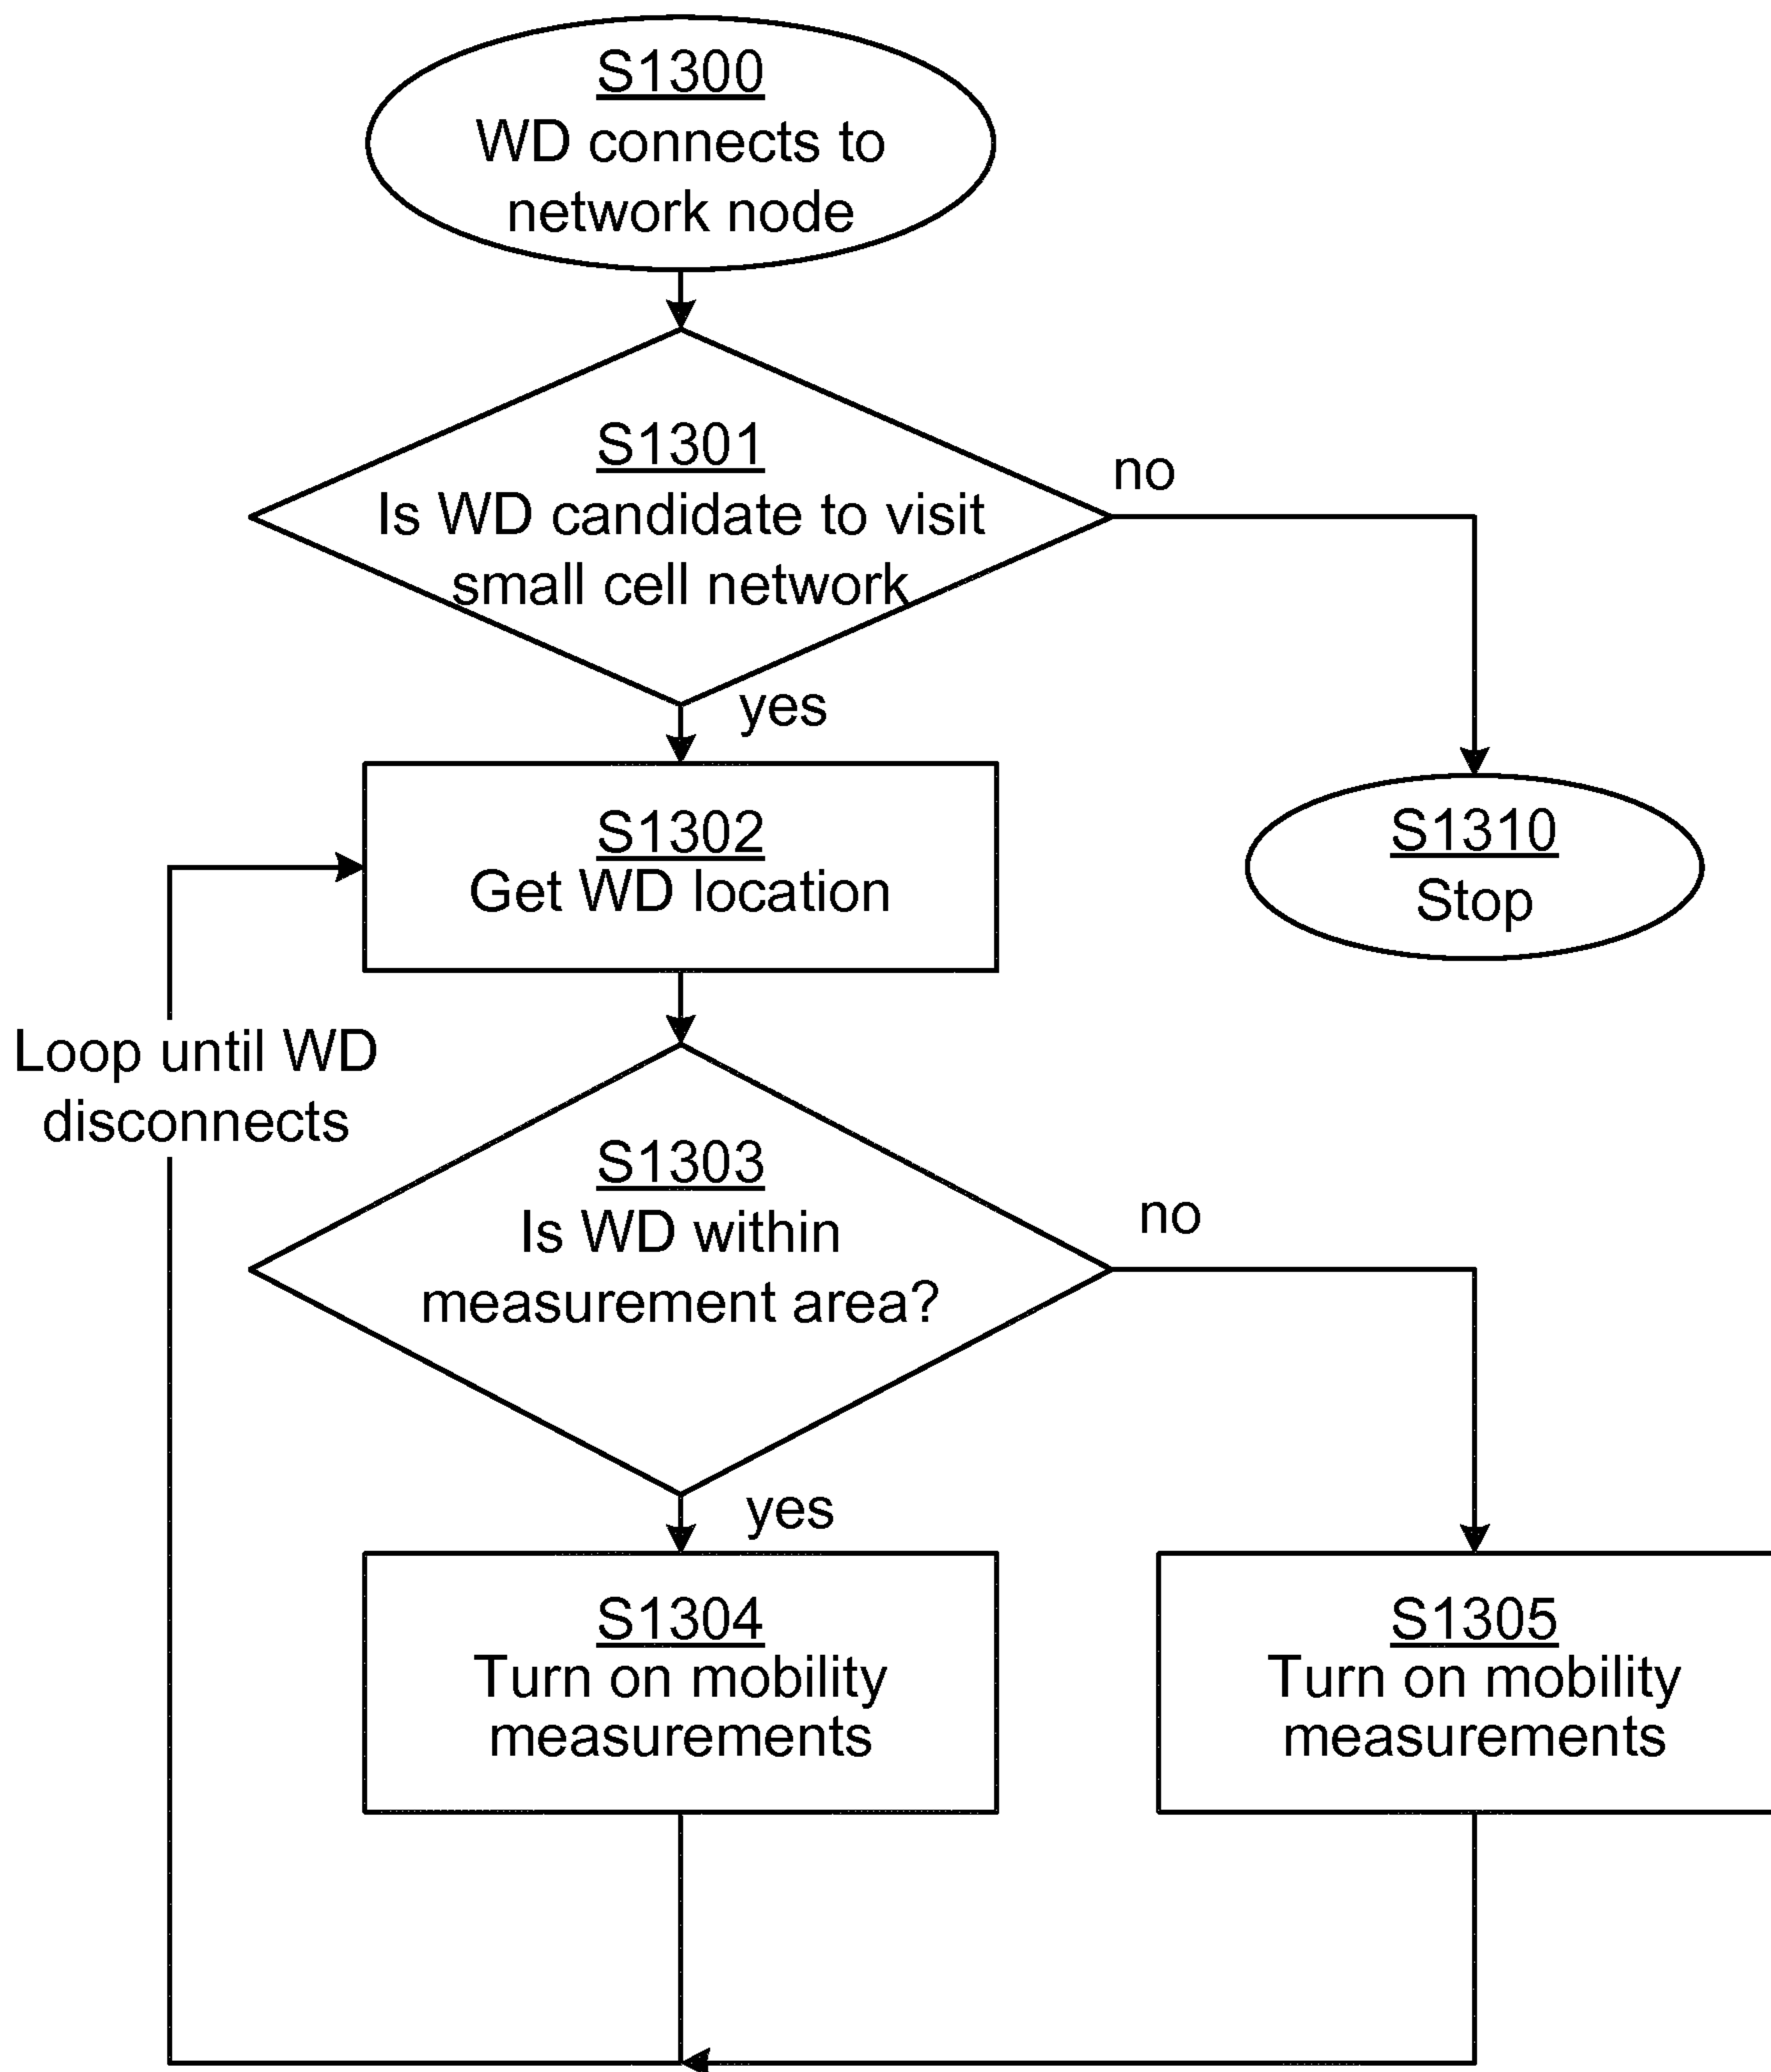 S1300
WD connects to
network node
S1301
Is WD candidate to visit
small cell network
no
yes
S1302
Get WD location
S1310
Stop
Loop until WD
disconnects
S1303
Is WD within
measurement area?
no
yes
S1304
Turn on mobility
measurements
S1305
Turn on mobility
measurements